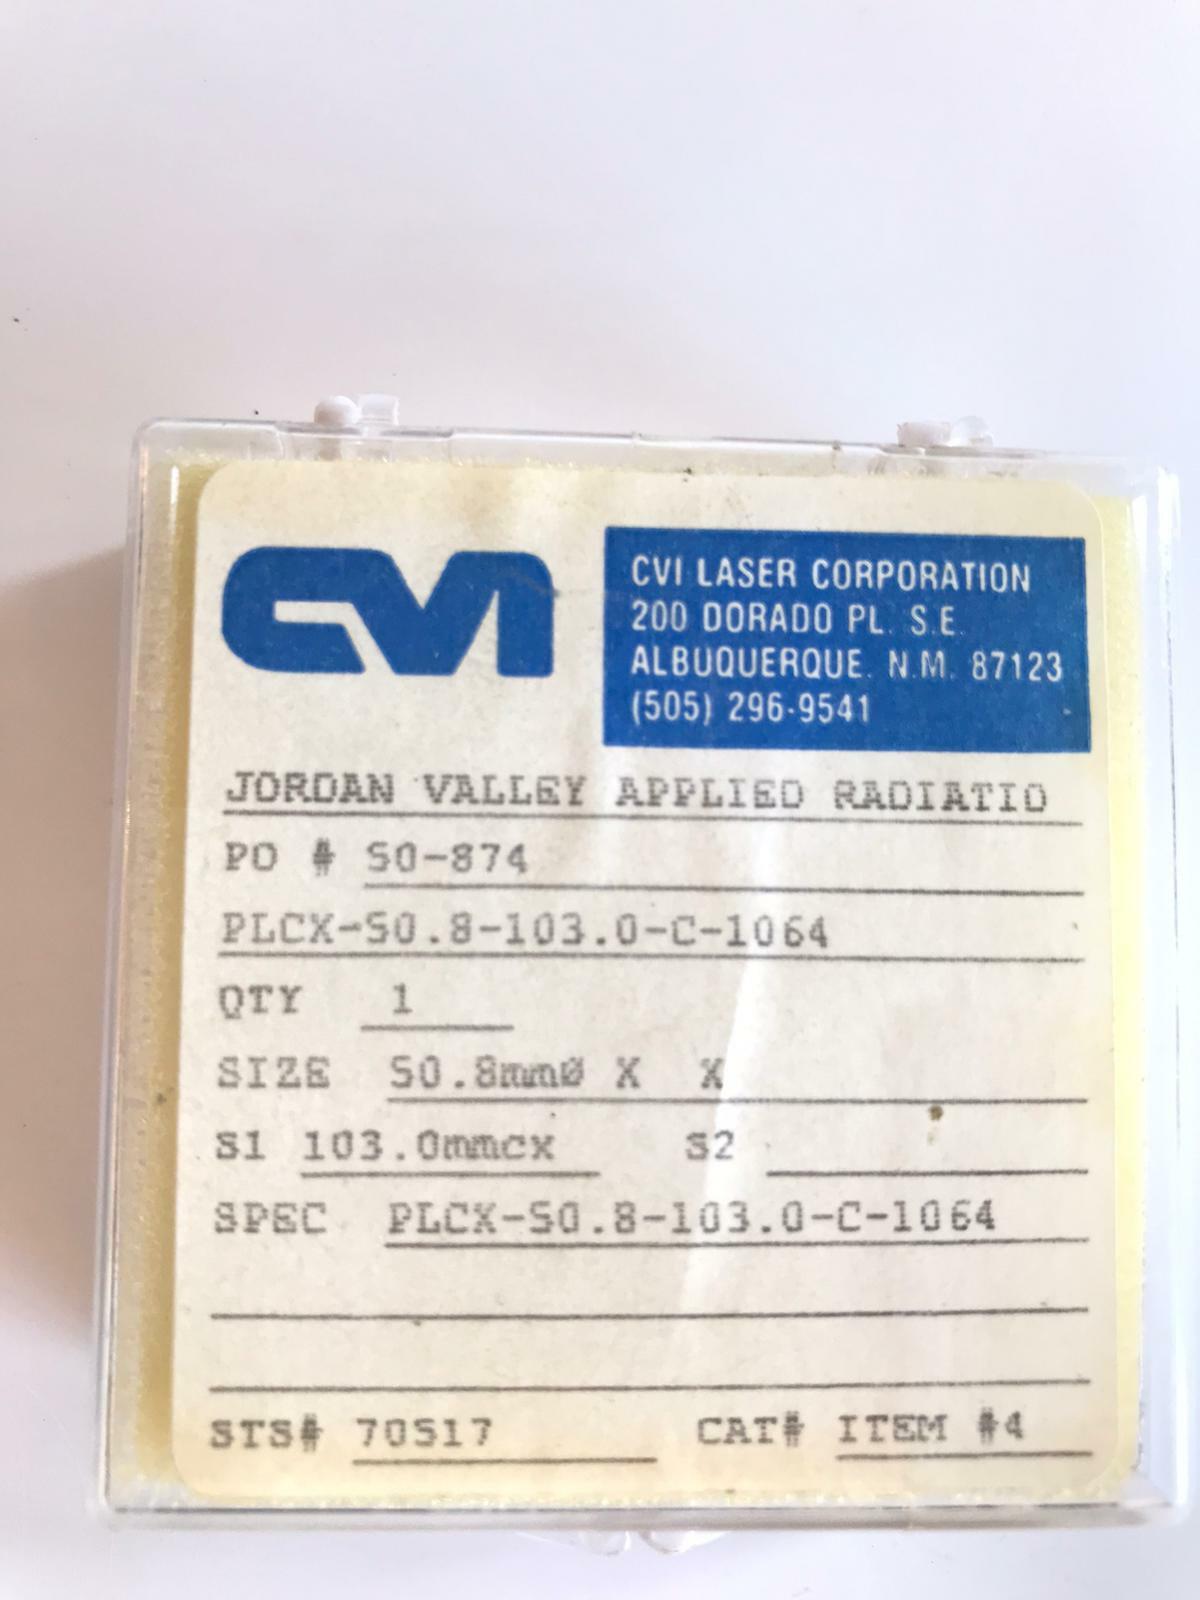 CVI
CVI LASER CORPORATION
200 DORADO PL. S.E.
ALBUQUERQUE. N.M. 87123
(505) 296-9541
JORDAN VALLEY APPLIED RADIATIO
PO # 50-874
PLCX-50.8-103.0-C-1064
QTY 1
SIZE 50.8mmØ X X
S1 103.0mmcx S2
SPEC PLCX-50.8-103.0-C-1064
STS# 70517 CAT# ITEM #4